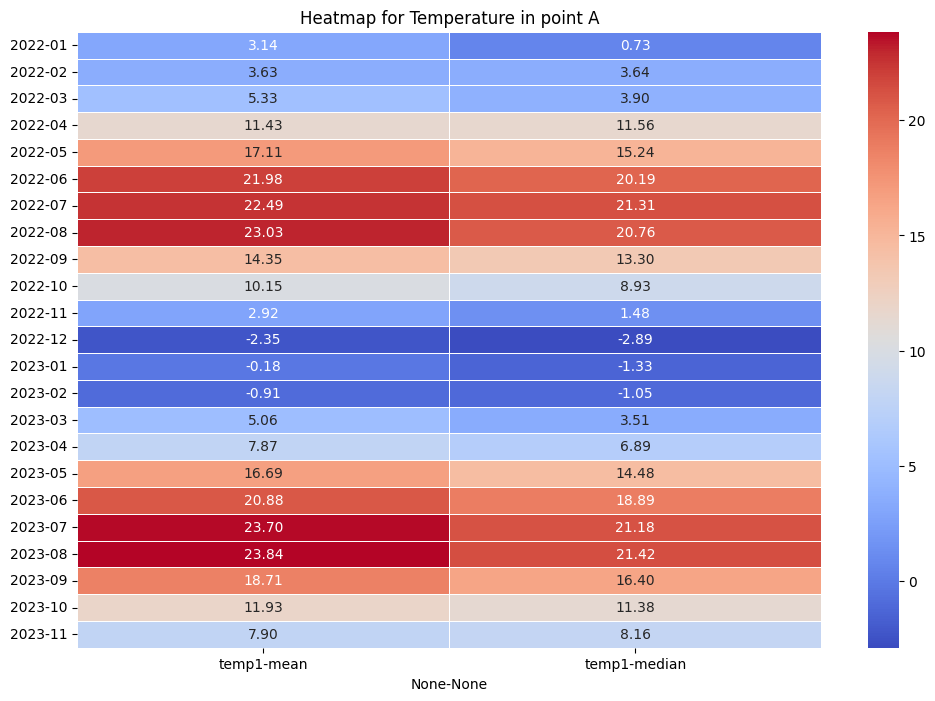 Heatmap for Temperature in point A
2022-01 3.14 0.73
2022-02 3.63 3.64
2022-03 5.33 3.90
2022-04 11.43 11.56
2022-05 17.11 15.24
2022-06 21.98 20.19
2022-07 22.49 21.31
2022-08 23.03 20.76
2022-09 14.35 13.30
2022-10 10.15 8.93
2022-11 2.92 1.48
2022-12 -2.35 -2.89
2023-01 -0.18 -1.33
2023-02 -0.91 -1.05
2023-03 5.06 3.51
2023-04 7.87 6.89
2023-05 16.69 14.48
2023-06 20.88 18.89
2023-07 23.70 21.18
2023-08 23.84 21.42
2023-09 18.71 16.40
2023-10 11.93 11.38
2023-11 7.90 8.16
temp1-mean temp1-median
None-None
20
15
10
5
0